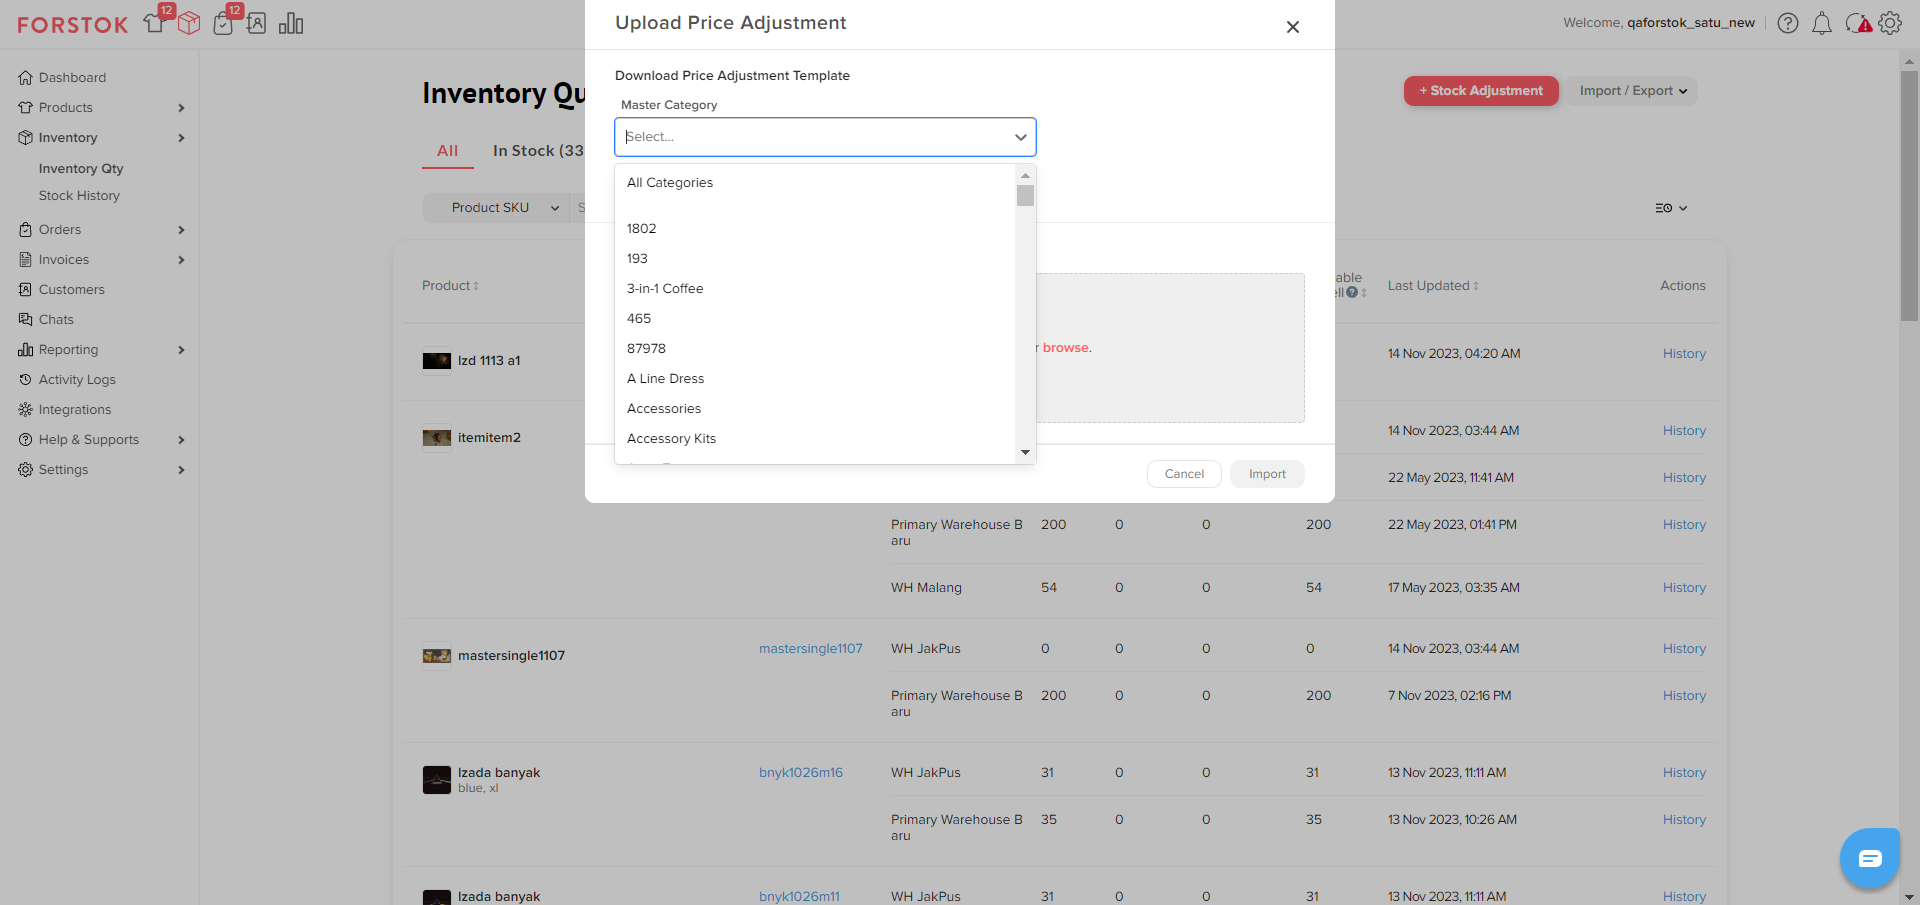 FORSTOK
12
12
Welcome, qaforstok_satu_new
Dashboard
Products
Inventory
Inventory Qty
Stock History
Orders
Invoices
Customers
Chats
Reporting
Activity Logs
Integrations
Help & Supports
Settings
Inventory Qu
+ Stock Adjustment
Import / Export
All
In Stock (33
Product SKU
S
Upload Price Adjustment
Download Price Adjustment Template
Master Category
Select...
All Categories
1802
193
3-in-1 Coffee
465
87978
A Line Dress
Accessories
Accessory Kits
r browse.
Cancel
Import
Product
able
ell
Last Updated
Actions
lzd 1113 a1
14 Nov 2023, 04:20 AM
History
itemitem2
14 Nov 2023, 03:44 AM
History
22 May 2023, 11:41 AM
History
Primary Warehouse B
aru
200
0
0
200
22 May 2023, 01:41 PM
History
WH Malang
54
0
0
54
17 May 2023, 03:35 AM
History
mastersingle1107
mastersingle1107
WH JakPus
0
0
0
0
14 Nov 2023, 03:44 AM
History
Primary Warehouse B
aru
200
0
0
200
7 Nov 2023, 02:16 PM
History
lzada banyak
blue, xl
bnyk1026m16
WH JakPus
31
0
0
31
13 Nov 2023, 11:11 AM
History
Primary Warehouse B
aru
35
0
0
35
13 Nov 2023, 10:26 AM
History
lzada banyak
bnyk1026m11
WH JakPus
31
0
0
31
13 Nov 2023, 11:11 AM
History